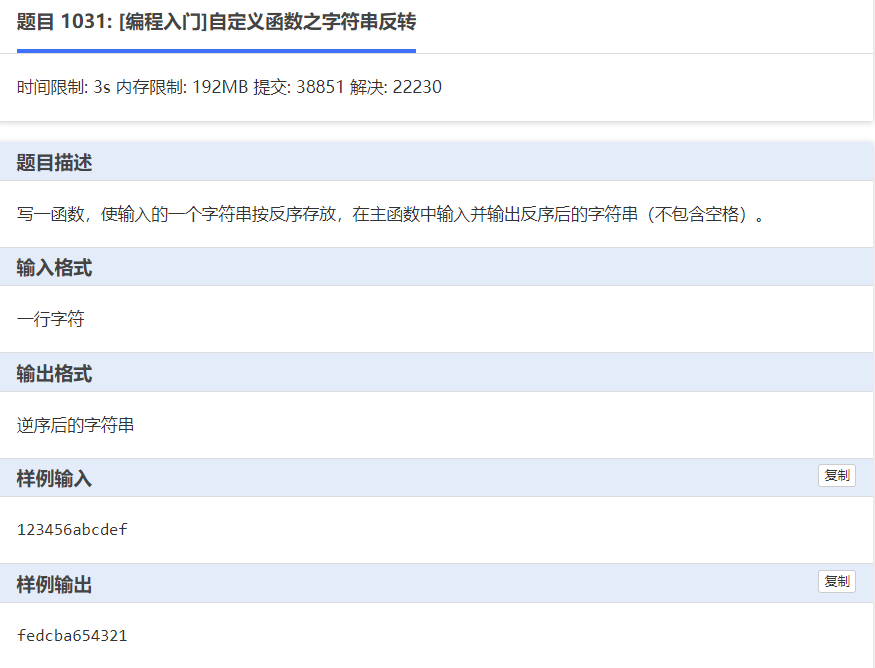 题目 1031: [编程入门]自定义函数之字符串反转
时间限制: 3s 内存限制: 192MB 提交: 38851 解决: 22230
题目描述
写一函数，使输入的一个字符串按反序存放，在主函数中输入并输出反序后的字符串（不包含空格）。
输入格式
一行字符
输出格式
逆序后的字符串
样例输入
复制
123456abcdef
样例输出
复制
fedcba654321